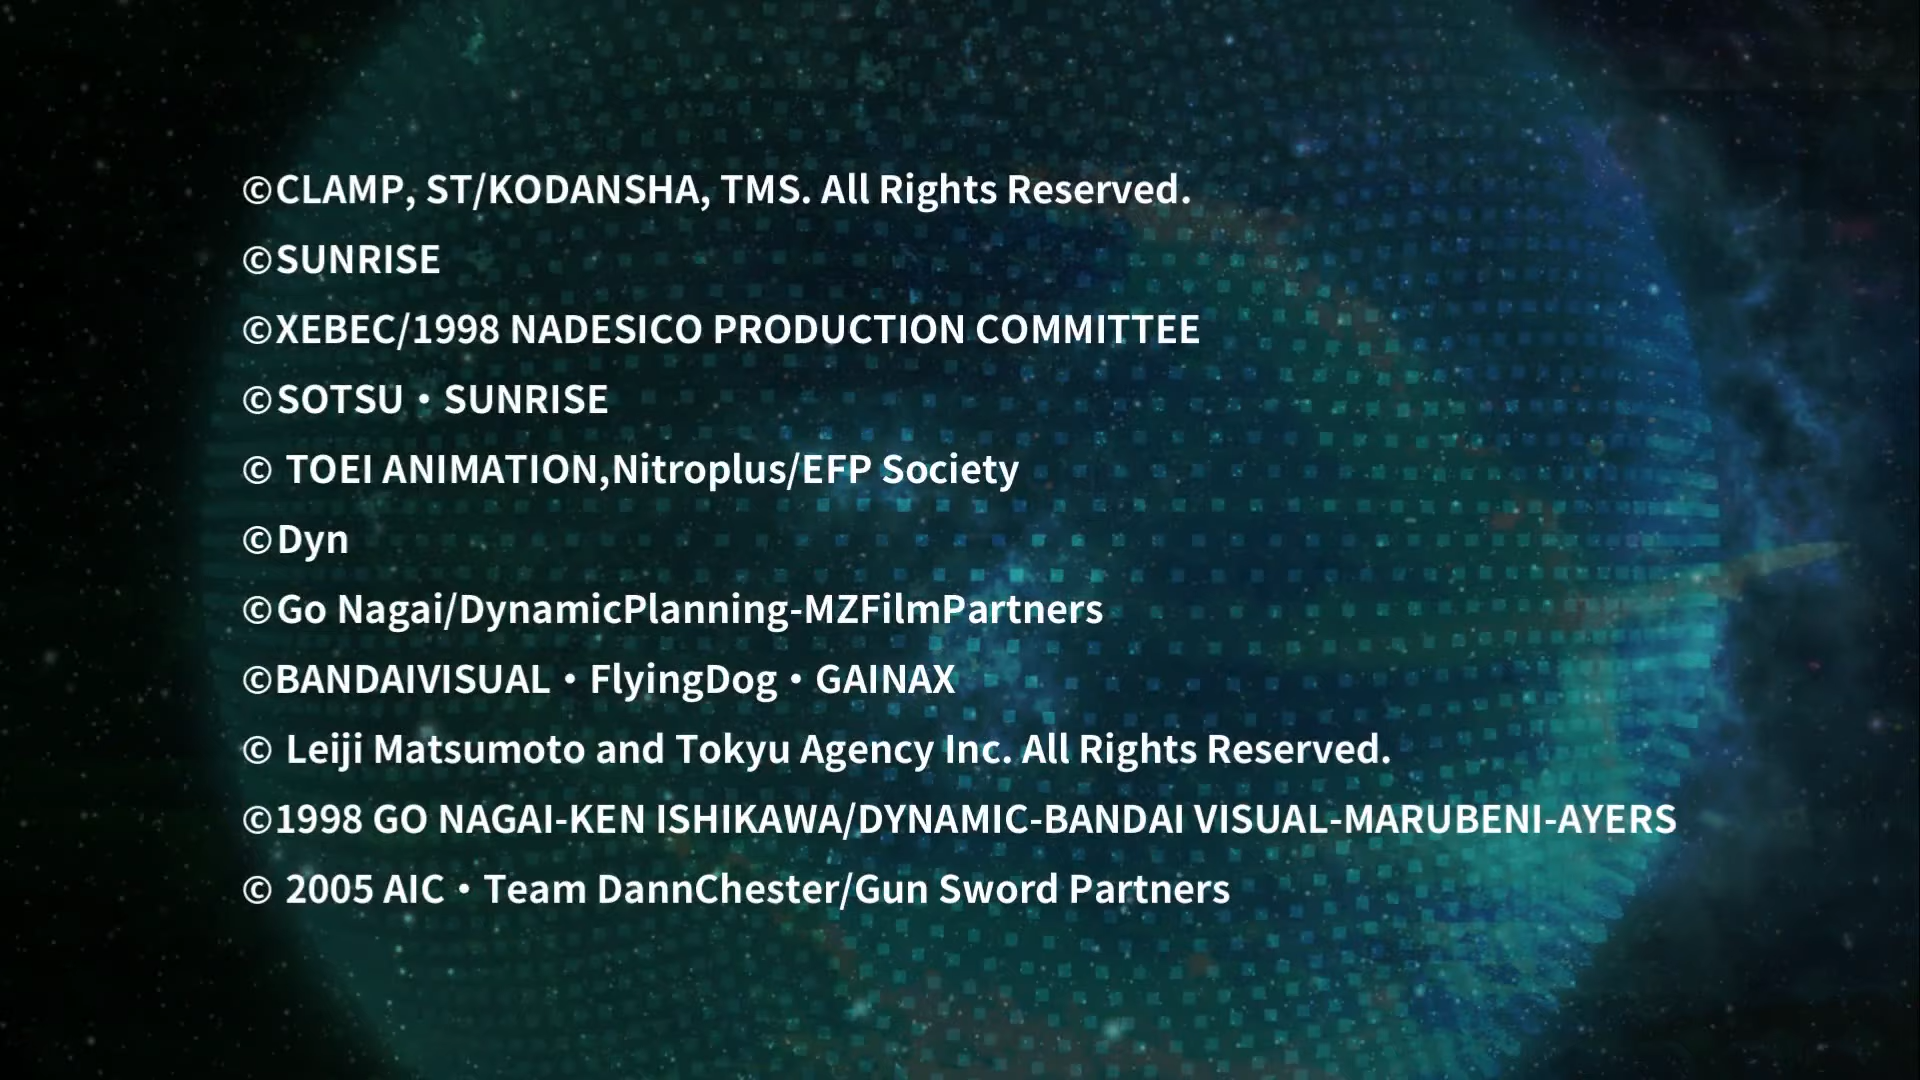 ©CLAMP, ST/KODANSHA, TMS. All Rights Reserved.
©SUNRISE
©XEBEC/1998 NADESICO PRODUCTION COMMITTEE
©SOTSU・SUNRISE
© TOEI ANIMATION,Nitroplus/EFP Society
©Dyn
©Go Nagai/DynamicPlanning-MZFilmPartners
©BANDAIVISUAL・FlyingDog・GAINAX
© Leiji Matsumoto and Tokyu Agency Inc. All Rights Reserved.
©1998 GO NAGAI-KEN ISHIKAWA/DYNAMIC-BANDAI VISUAL-MARUBENI-AYERS
© 2005 AIC・Team DannChester/Gun Sword Partners